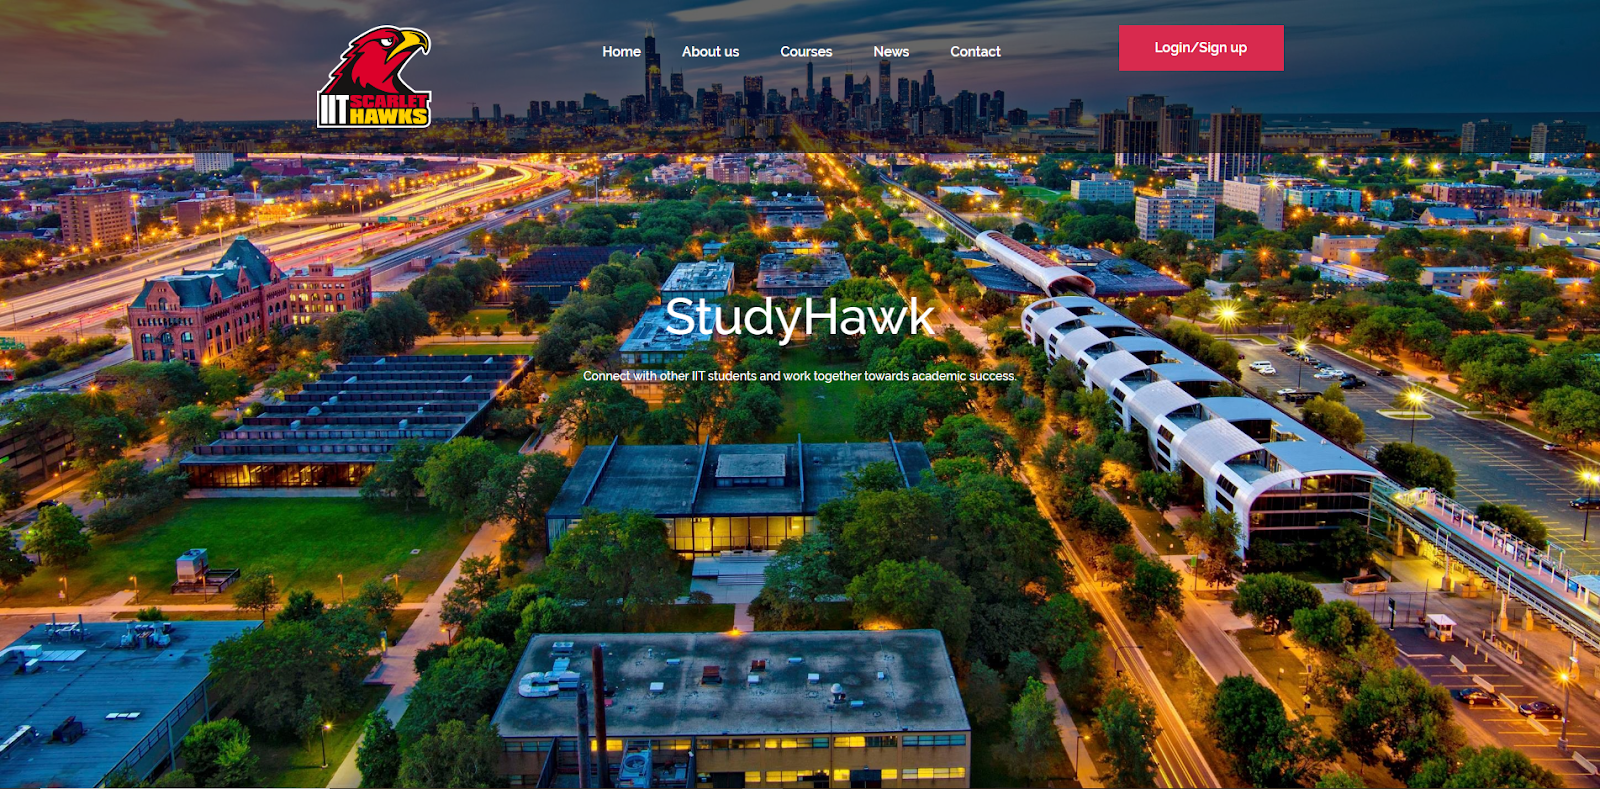 IIT SCARLET
HAWKS
Home
About us
Courses
News
Contact
Login/Sign up
StudyHawk
Connect with other IIT students and work together towards academic success.